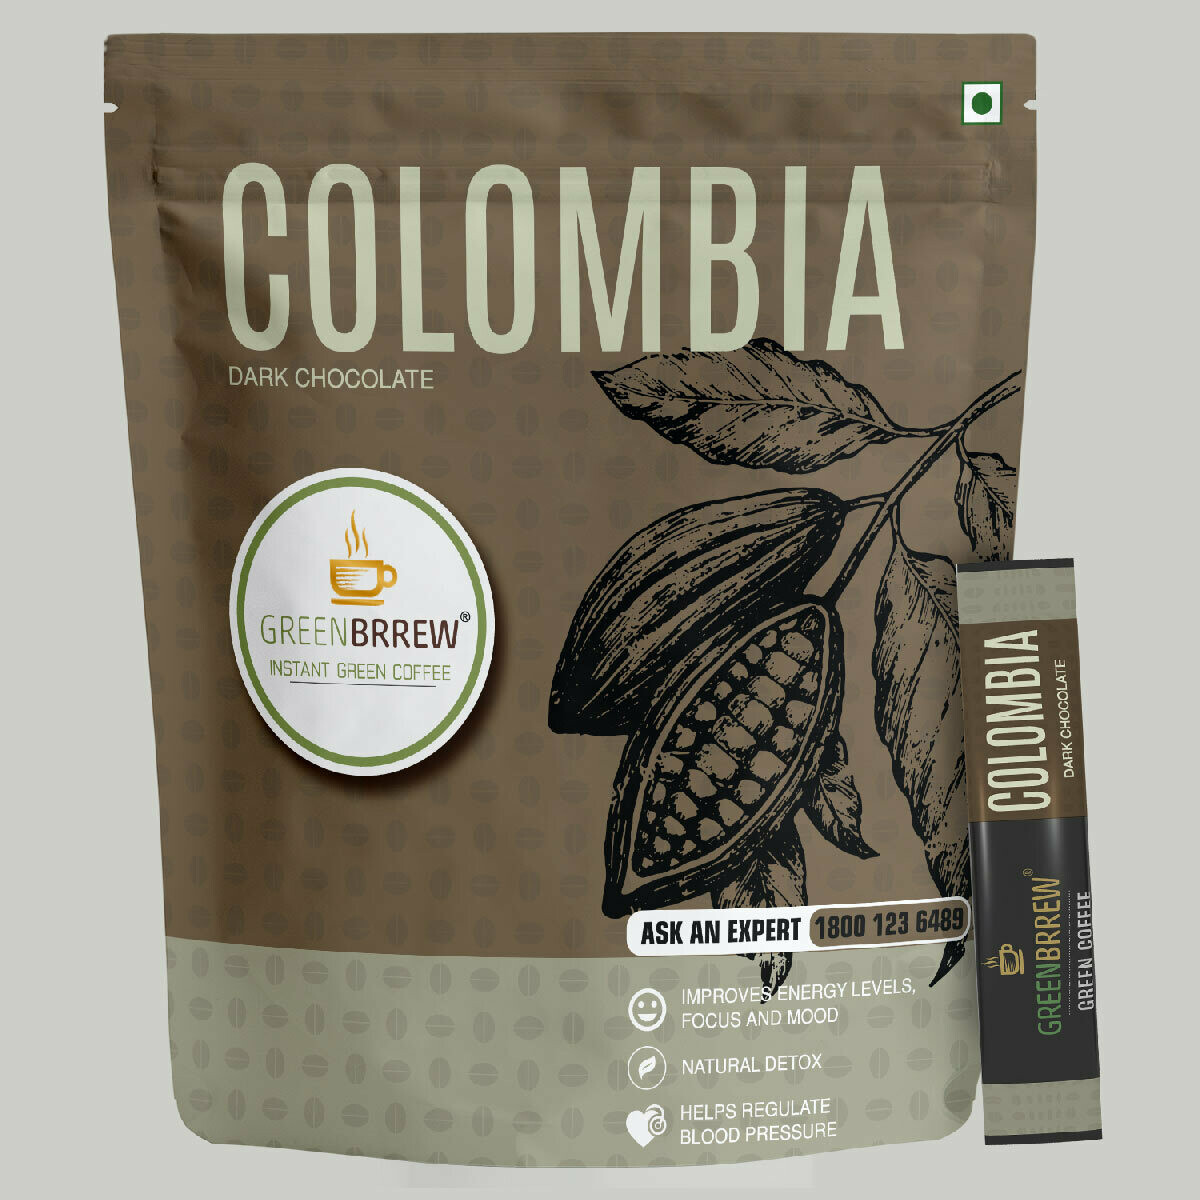 COLOMBIA
DARK CHOCOLATE
GREENBRREW®
INSTANT GREEN COFFEE
ASK AN EXPERT 1800 123 6489
IMPROVES ENERGY LEVELS,
FOCUS AND MOOD
NATURAL DETOX
HELPS REGULATE
BLOOD PRESSURE
COLOMBIA
DARK CHOCOLATE
GREENBRREW®
GREEN COFFEE